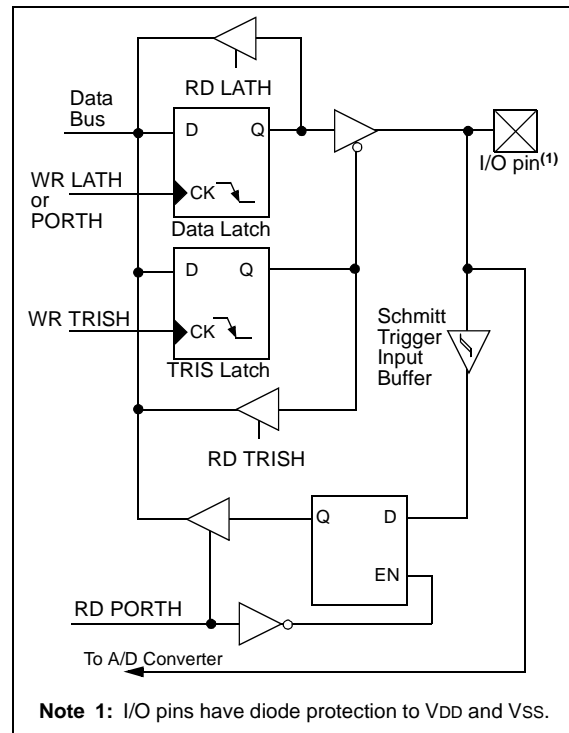 RD LATH
Data
Bus
D Q
I/O pin(1)
WR LATH
or
PORTH
CK
Data Latch
D Q
WR TRISH
CK
TRIS Latch
Schmitt
Trigger
Input
Buffer
RD TRISH
Q D
EN
RD PORTH
To A/D Converter
Note 1: I/O pins have diode protection to VDD and VSS.